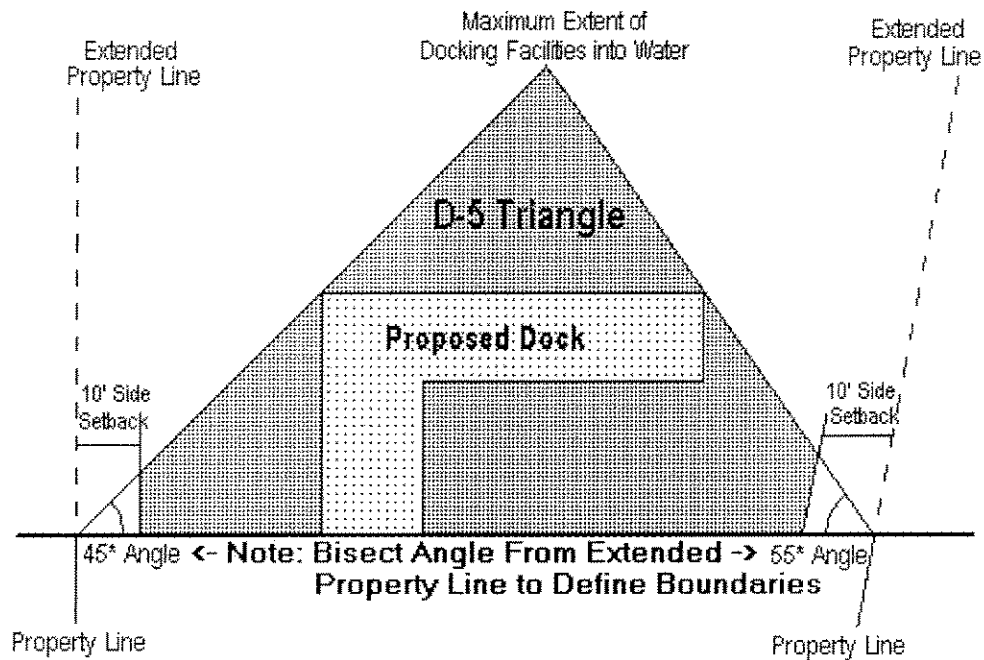 Maximum Extent of
Docking Facilities into Water
Extended
Property Line
Extended
Property Line
D-5 Triangle
Proposed Dock
10' Side
Setback
10' Side
Setback
45* Angle <- Note: Bisect Angle From Extended -> 55* Angle
Property Line to Define Boundaries
Property Line
Property Line